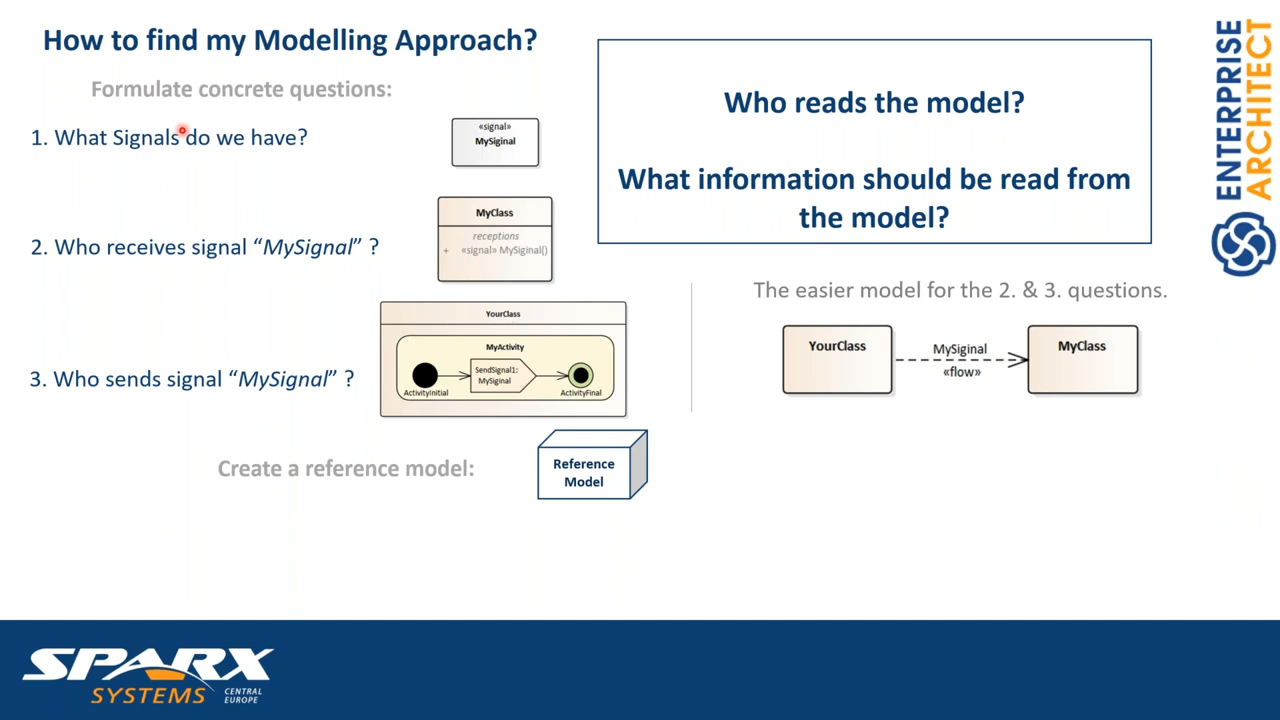 How to find my Modelling Approach?
Formulate concrete questions:
1. What Signals do we have?
«signal»
MySiginal
2. Who receives signal “MySignal” ?
MyClass
receptions
+ «signal» MySiginal()
3. Who sends signal “MySignal” ?
YourClass
MyActivity
ActivityInitial
SendSignal1:
MySiginal
ActivityFinal
Create a reference model:
Reference
Model
Who reads the model?
What information should be read from
the model?
The easier model for the 2. & 3. questions.
YourClass
MySiginal
«flow»
MyClass
ENTERPRISE
ARCHITECT
SPARX
SYSTEMS
CENTRAL
EUROPE